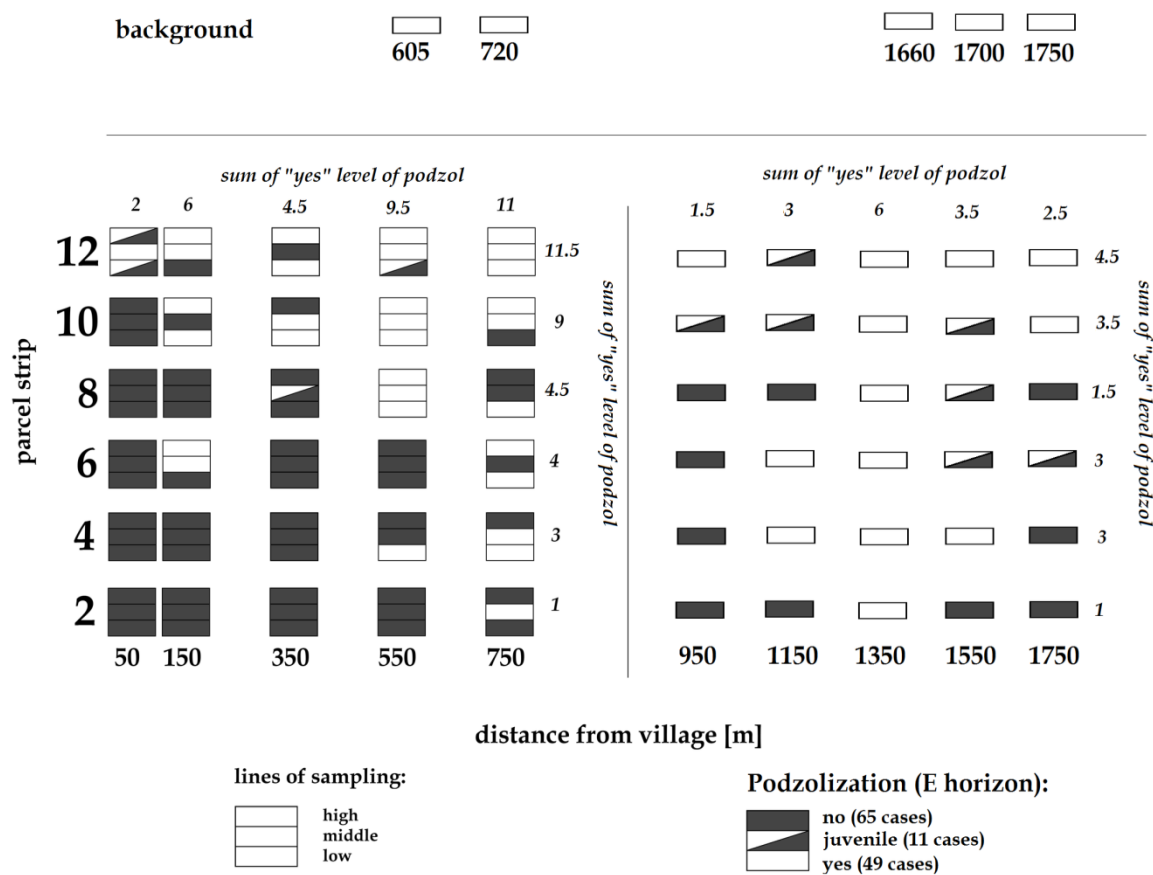 background
605 720 1660 1700 1750
sum of "yes" level of podzol sum of "yes" level of podzol
2 6 4.5 9.5 11 1.5 3 6 3.5 2.5
12 11.5 4.5
10 9 3.5
8 4.5 1.5
6 4 3
4 3 3
2 1 1
parcel strip
sum of "yes" level of podzol
sum of "yes" level of podzol
50 150 350 550 750 950 1150 1350 1550 1750
distance from village [m]
lines of sampling:
high
middle
low
Podzolization (E horizon):
no (65 cases)
juvenile (11 cases)
yes (49 cases)